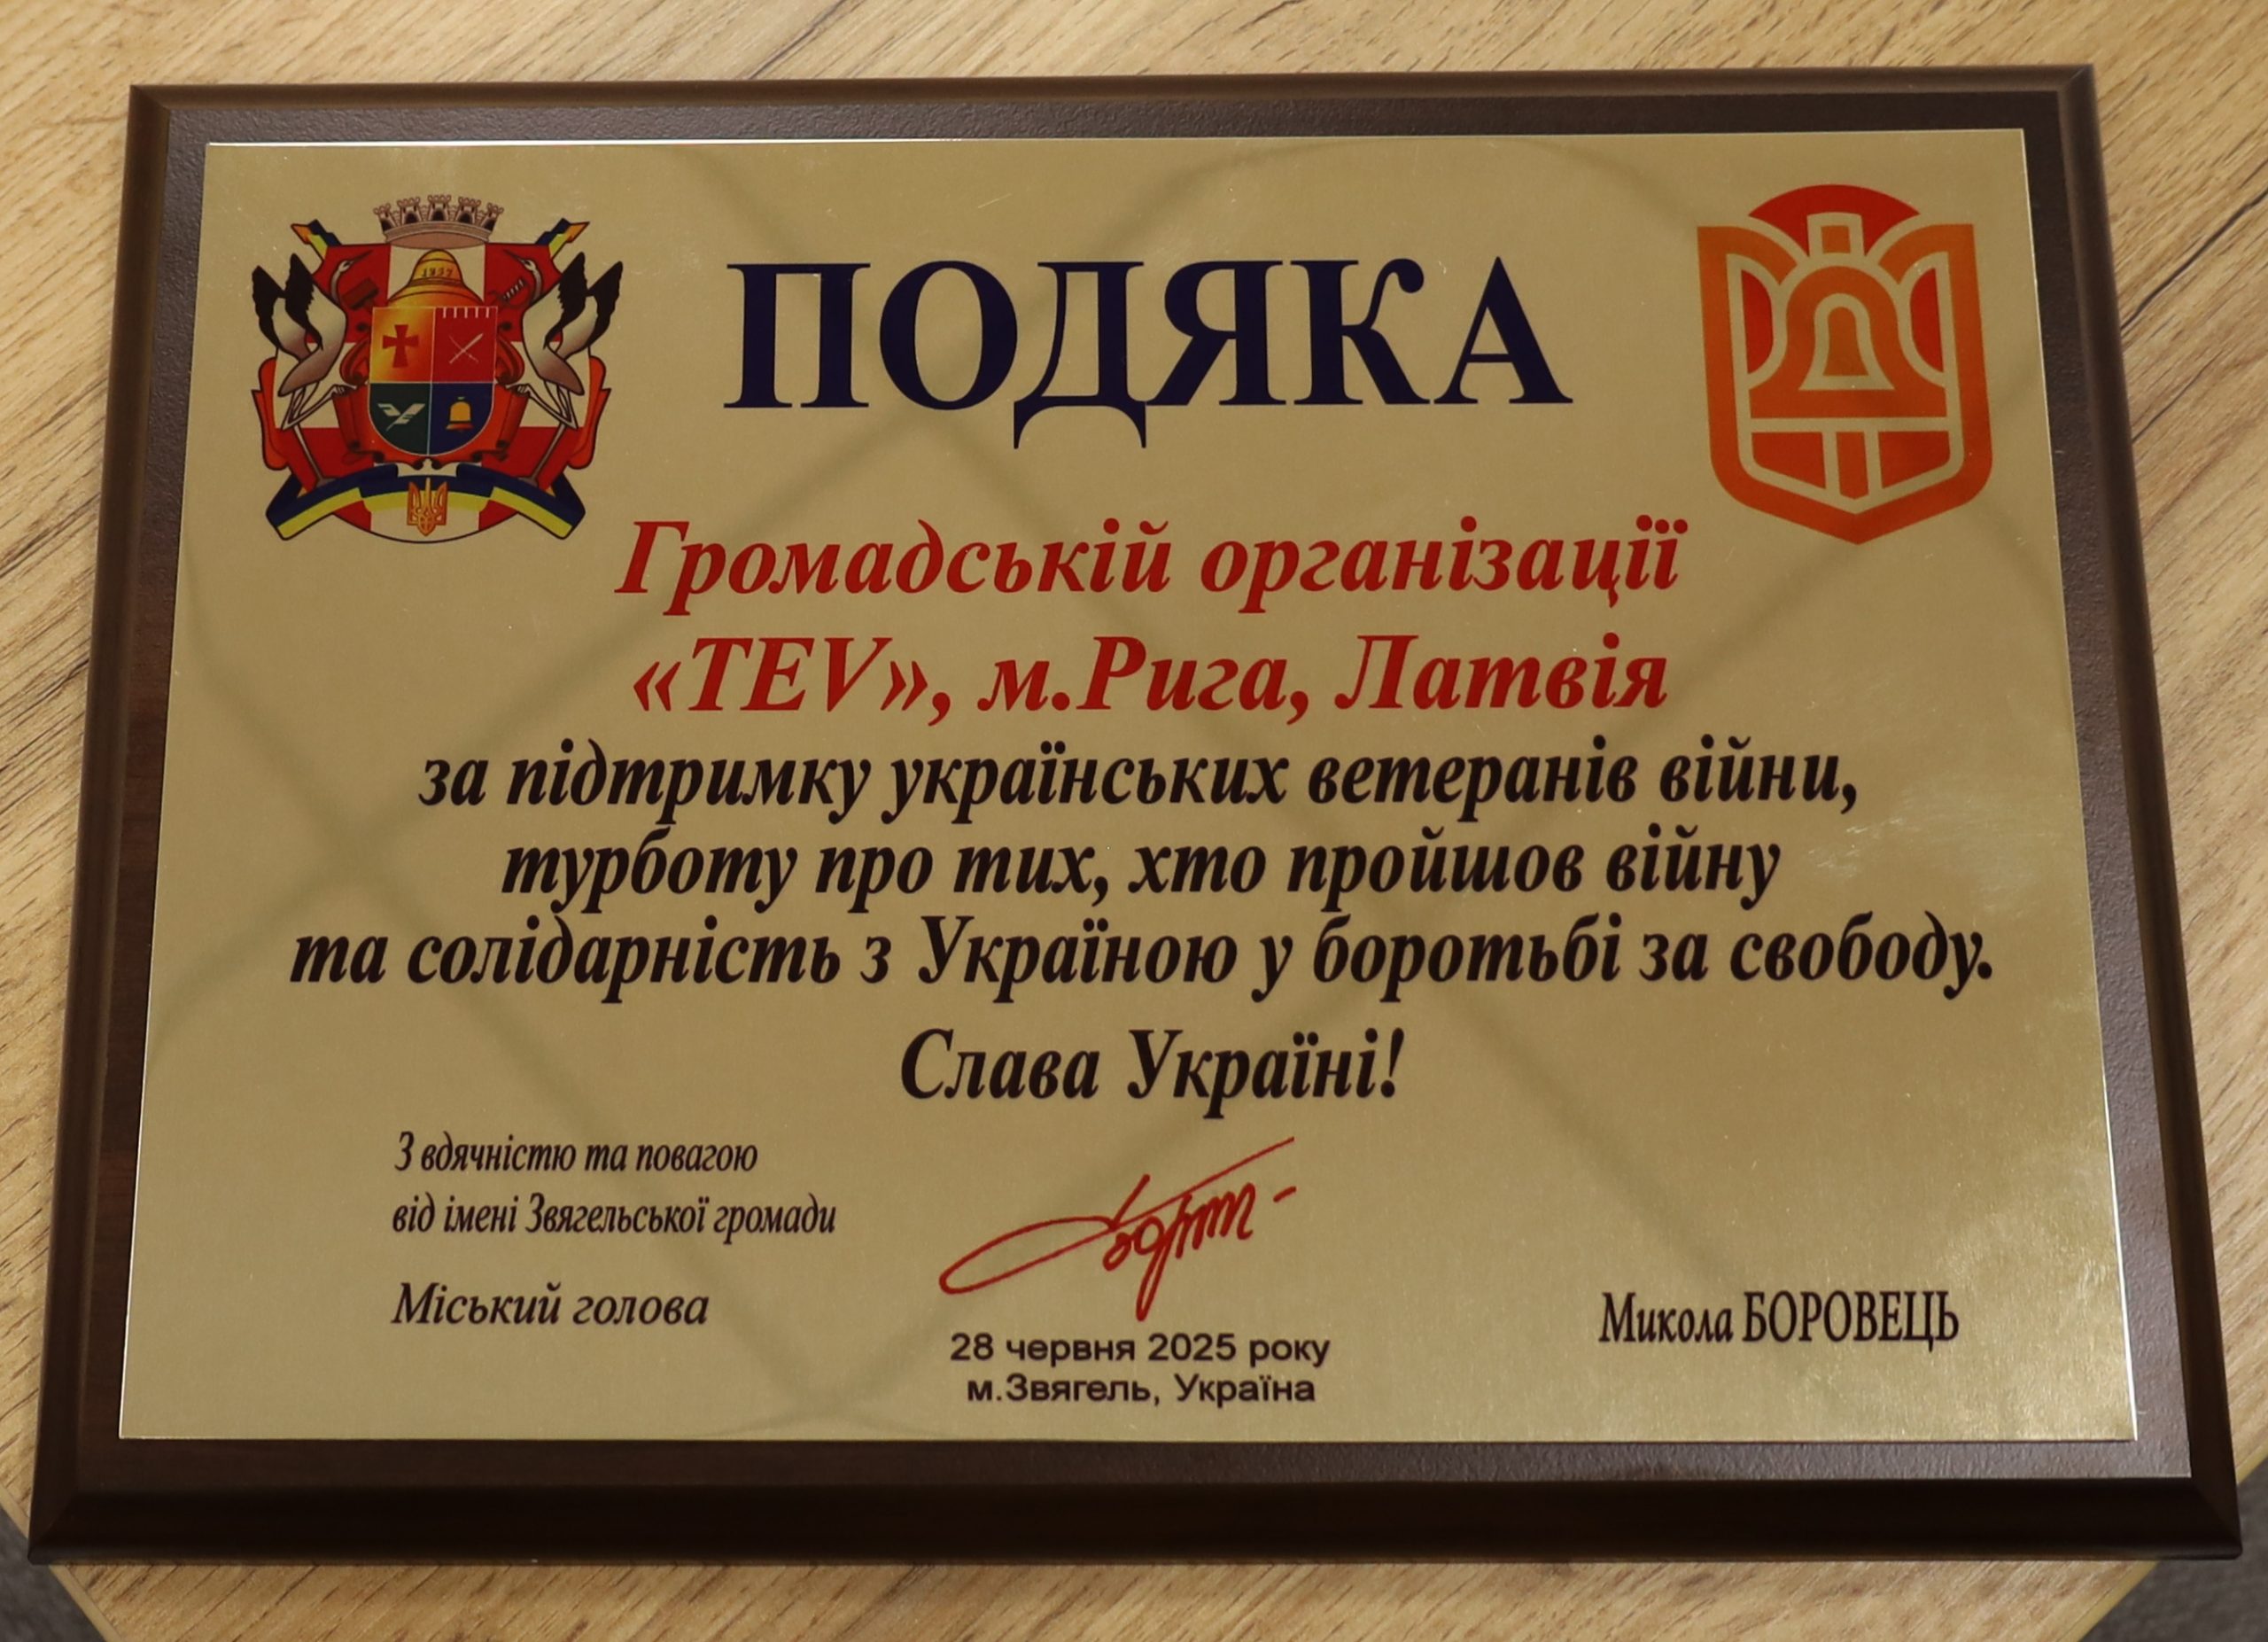 1257
ПОДЯКА
Громадській організації
«TEV», м.Рига, Латвія
за підтримку українських ветеранів війни,
турботу про тих, хто пройшов війну
та солідарність з Україною у боротьбі за свободу.
Слава Україні!
З вдячністю та повагою
від імені Звягельської громади
Міський голова
Микола БОРОВЕЦЬ
28 червня 2025 року
м.Звягель, Україна